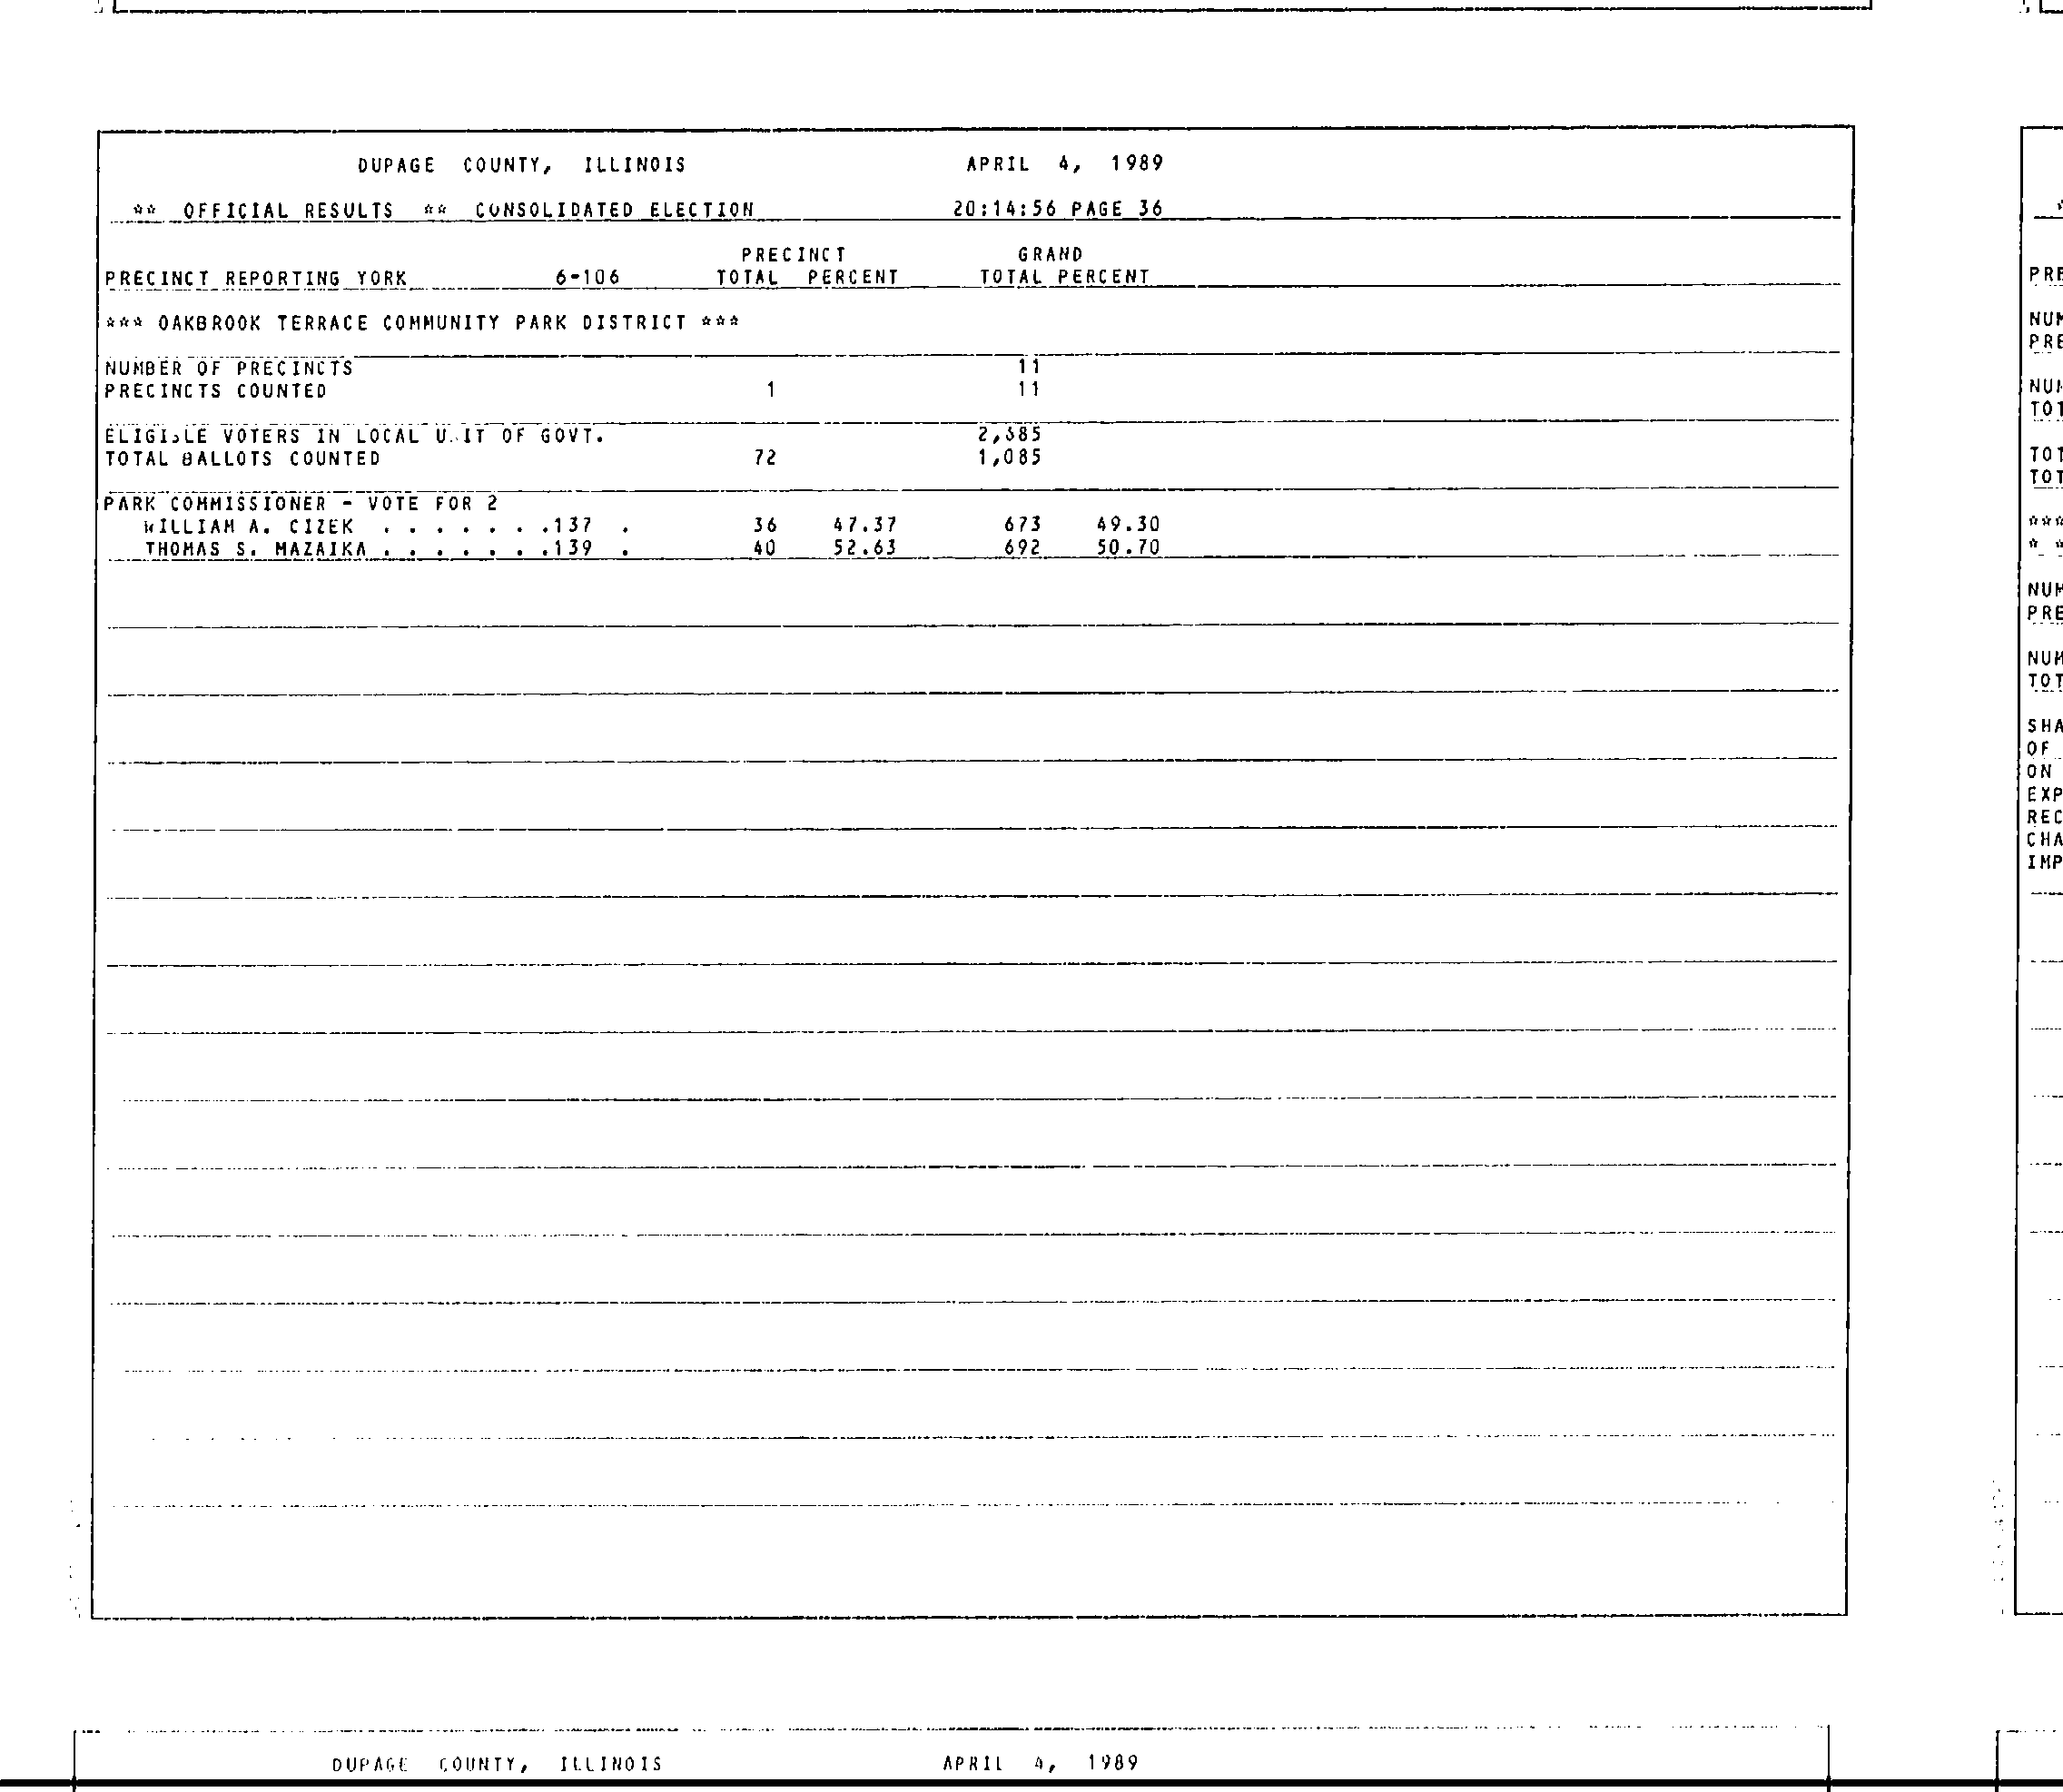 DUPAGE COUNTY, ILLINOIS APRIL 4, 1989
** OFFICIAL RESULTS ** CONSOLIDATED ELECTION 20:14:56 PAGE 36
PRECINCT GRAND
PRECINCT REPORTING YORK 6-106 TOTAL PERCENT TOTAL PERCENT
*** OAKBROOK TERRACE COMMUNITY PARK DISTRICT ***
NUMBER OF PRECINCTS 11
PRECINCTS COUNTED 1 11
ELIGIBLE VOTERS IN LOCAL UNIT OF GOVT.
TOTAL BALLOTS COUNTED 72 1,085
PARK COMMISSIONER - VOTE FOR 2
WILLIAM A. CIZEK . . . . . . .137 . 36 47.37 673 49.30
THOMAS S. MAZAIKA . . . . . . .139 . 40 52.63 692 50.70
PRE
NUM
PRE
NUM
TOT
TOT
TOT
***
* *
NUM
PRE
NUM
TOT
SHA
OF
ON
EXP
REC
CHA
IMP
DUPAGE COUNTY, ILLINOIS APRIL 4, 1989